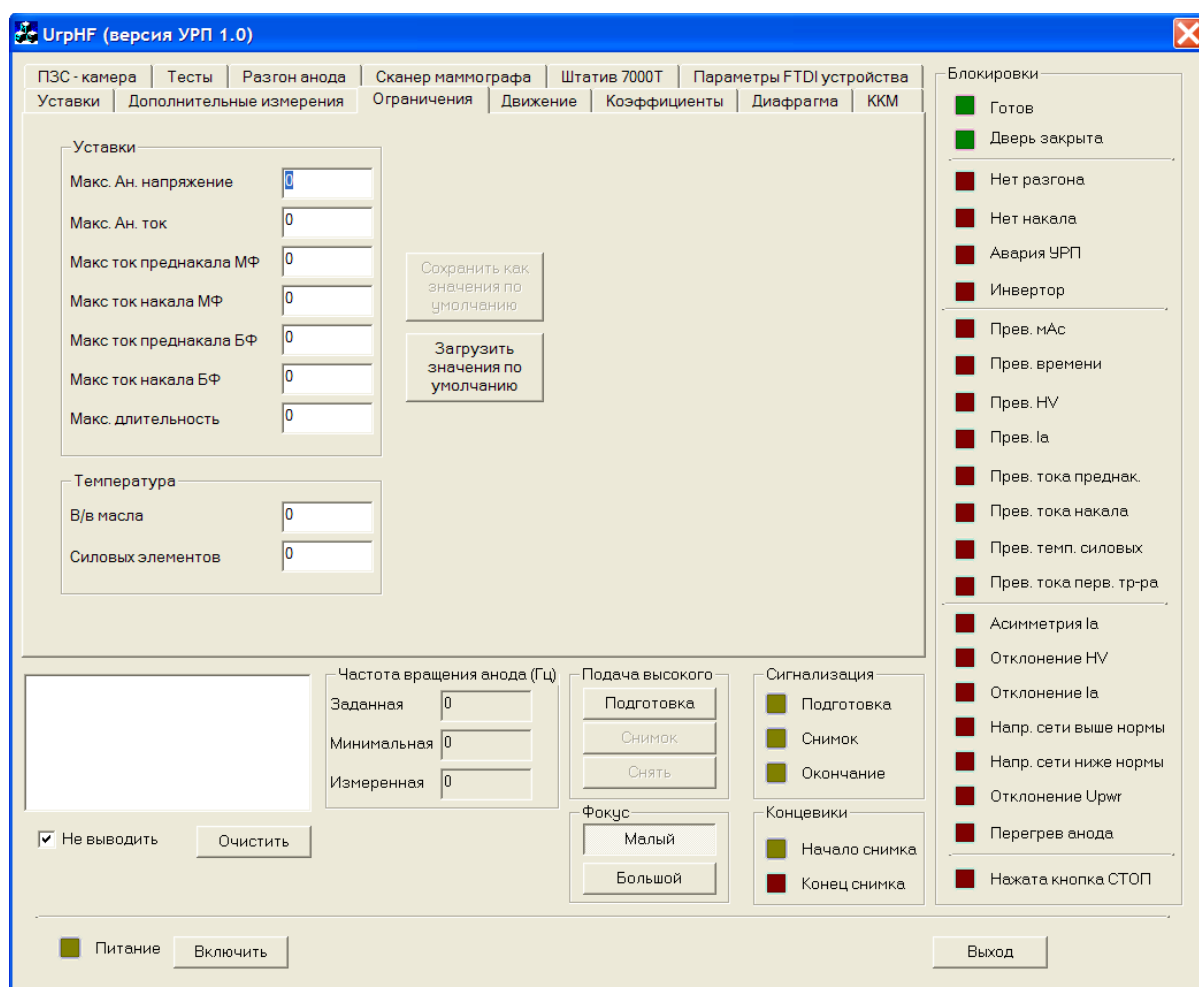 UrpHF (версия УРП 1.0)
ПЗС - камера
Тесты
Разгон анода
Сканер маммографа
Штатив 7000Т
Параметры FTDI устройства
Уставки
Дополнительные измерения
Ограничения
Движение
Коэффициенты
Диафрагма
ККМ
Уставки
Макс. Ан. напряжение
0
Макс. Ан. ток
0
Макс ток преднакала МФ
0
Макс ток накала МФ
0
Макс ток преднакала БФ
0
Макс ток накала БФ
0
Макс. длительность
0
Сохранить как
значения по
умолчанию
Загрузить
значения по
умолчанию
Температура
В/в масла
0
Силовых элементов
0
Не выводить
Очистить
Частота вращения анода (Гц)
Заданная
0
Минимальная
0
Измеренная
0
Подача высокого
Подготовка
Снимок
Снять
Фокус
Малый
Большой
Сигнализация
Подготовка
Снимок
Окончание
Концевики
Начало снимка
Конец снимка
Блокировки
Готов
Дверь закрыта
Нет разгона
Нет накала
Авария УРП
Инвертор
Прев. мАс
Прев. времени
Прев. HV
Прев. Ia
Прев. тока преднак.
Прев. тока накала
Прев. темп. силовых
Прев. тока перв. тр-ра
Асимметрия Ia
Отклонение HV
Отклонение Ia
Напр. сети выше нормы
Напр. сети ниже нормы
Отклонение Upwr
Перегрев анода
Нажата кнопка СТОП
Питание
Включить
Выход